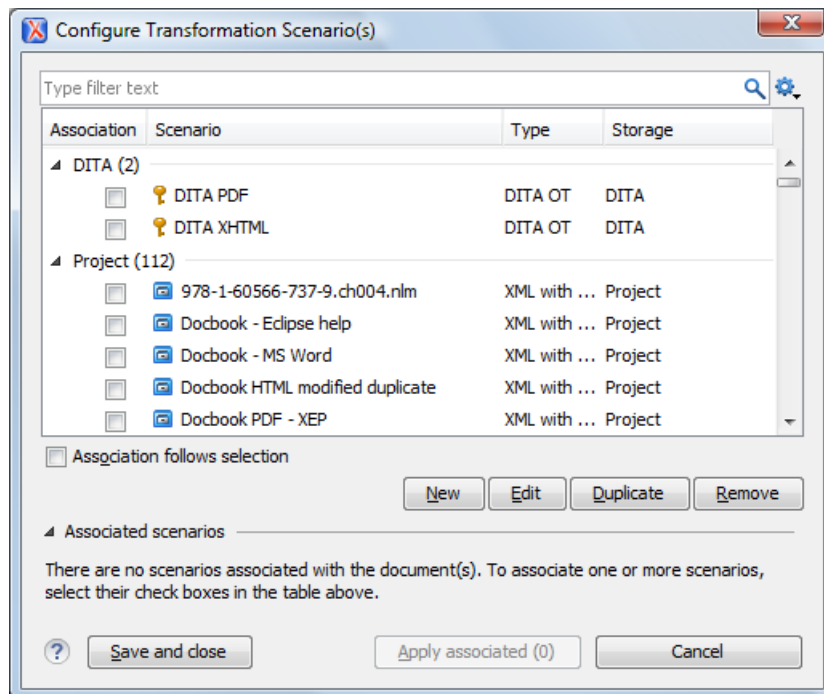 Configure Transformation Scenario(s)
Type filter text
Association Scenario Type Storage
DITA (2)
DITA PDF DITA OT DITA
DITA XHTML DITA OT DITA
Project (112)
978-1-60566-737-9.ch004.nlm XML with ... Project
Docbook - Eclipse help XML with ... Project
Docbook - MS Word XML with ... Project
Docbook HTML modified duplicate XML with ... Project
Docbook PDF - XEP XML with ... Project
Association follows selection
New Edit Duplicate Remove
Associated scenarios
There are no scenarios associated with the document(s). To associate one or more scenarios,
select their check boxes in the table above.
? Save and close Apply associated (0) Cancel